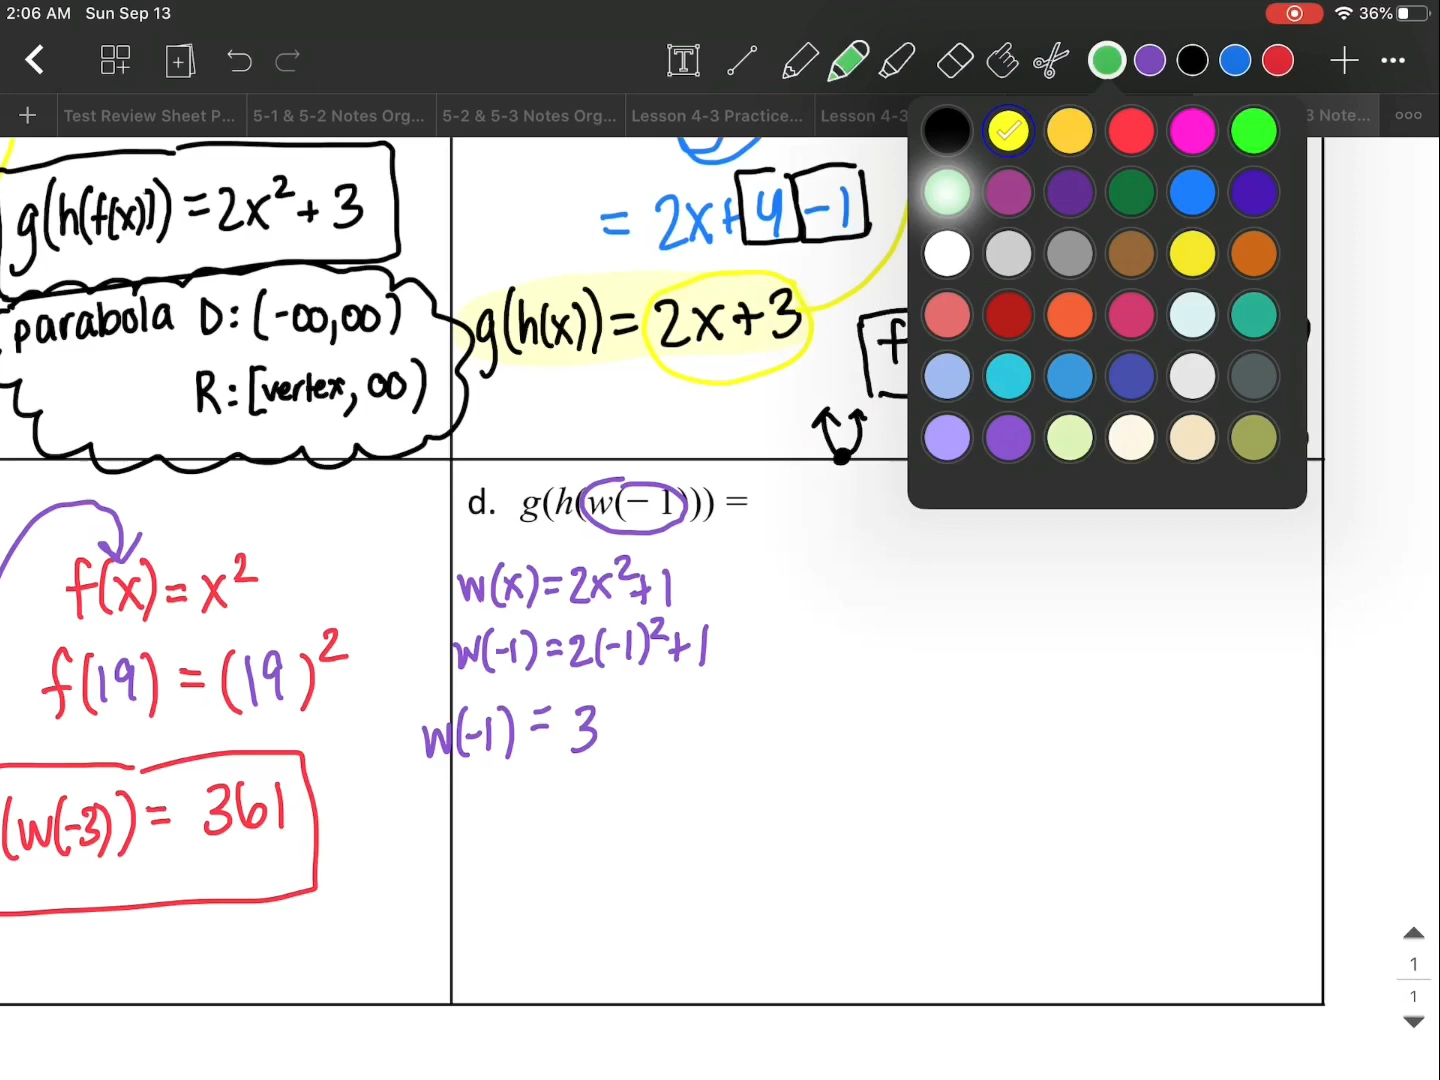 2:06 AM Sun Sep 13
36%
T
Test Review Sheet P...
5-1 & 5-2 Notes Org...
5-2 & 5-3 Notes Org...
Lesson 4-3 Practice...
Lesson 4-3
3 Note...
g(h(f(x))) = 2x² + 3
parabola D: (-∞,∞)
R: [vertex, ∞)
= 2x+4-1
g(h(x)) = 2x+3
f
f(x) = x²
f(19) = (19)²
(w(-3)) = 361
d. g(h(w(− 1))) =
w(x)=2x²+1
w(-1)=2(-1)²+1
w(-1) = 3
1
1